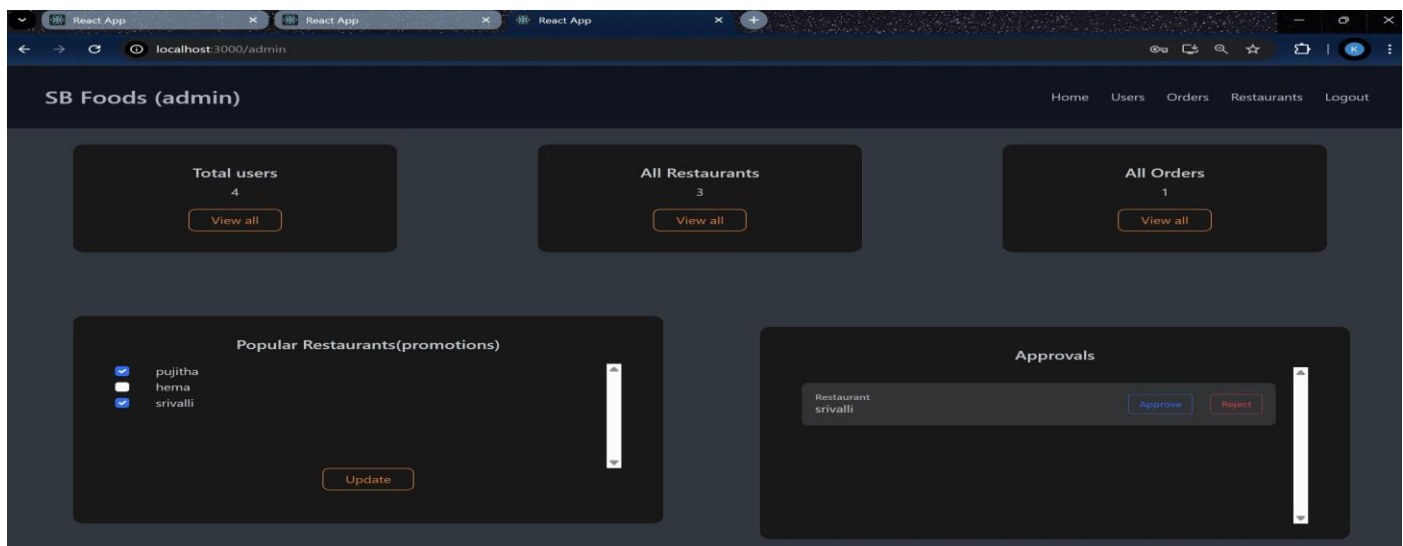 React App
React App
React App
localhost:3000/admin
K
SB Foods (admin)
Home Users Orders Restaurants Logout
Total users
4
View all
All Restaurants
3
View all
All Orders
1
View all
Popular Restaurants(promotions)
pujitha
hema
srivalli
Update
Approvals
Restaurant
srivalli
Approve Reject